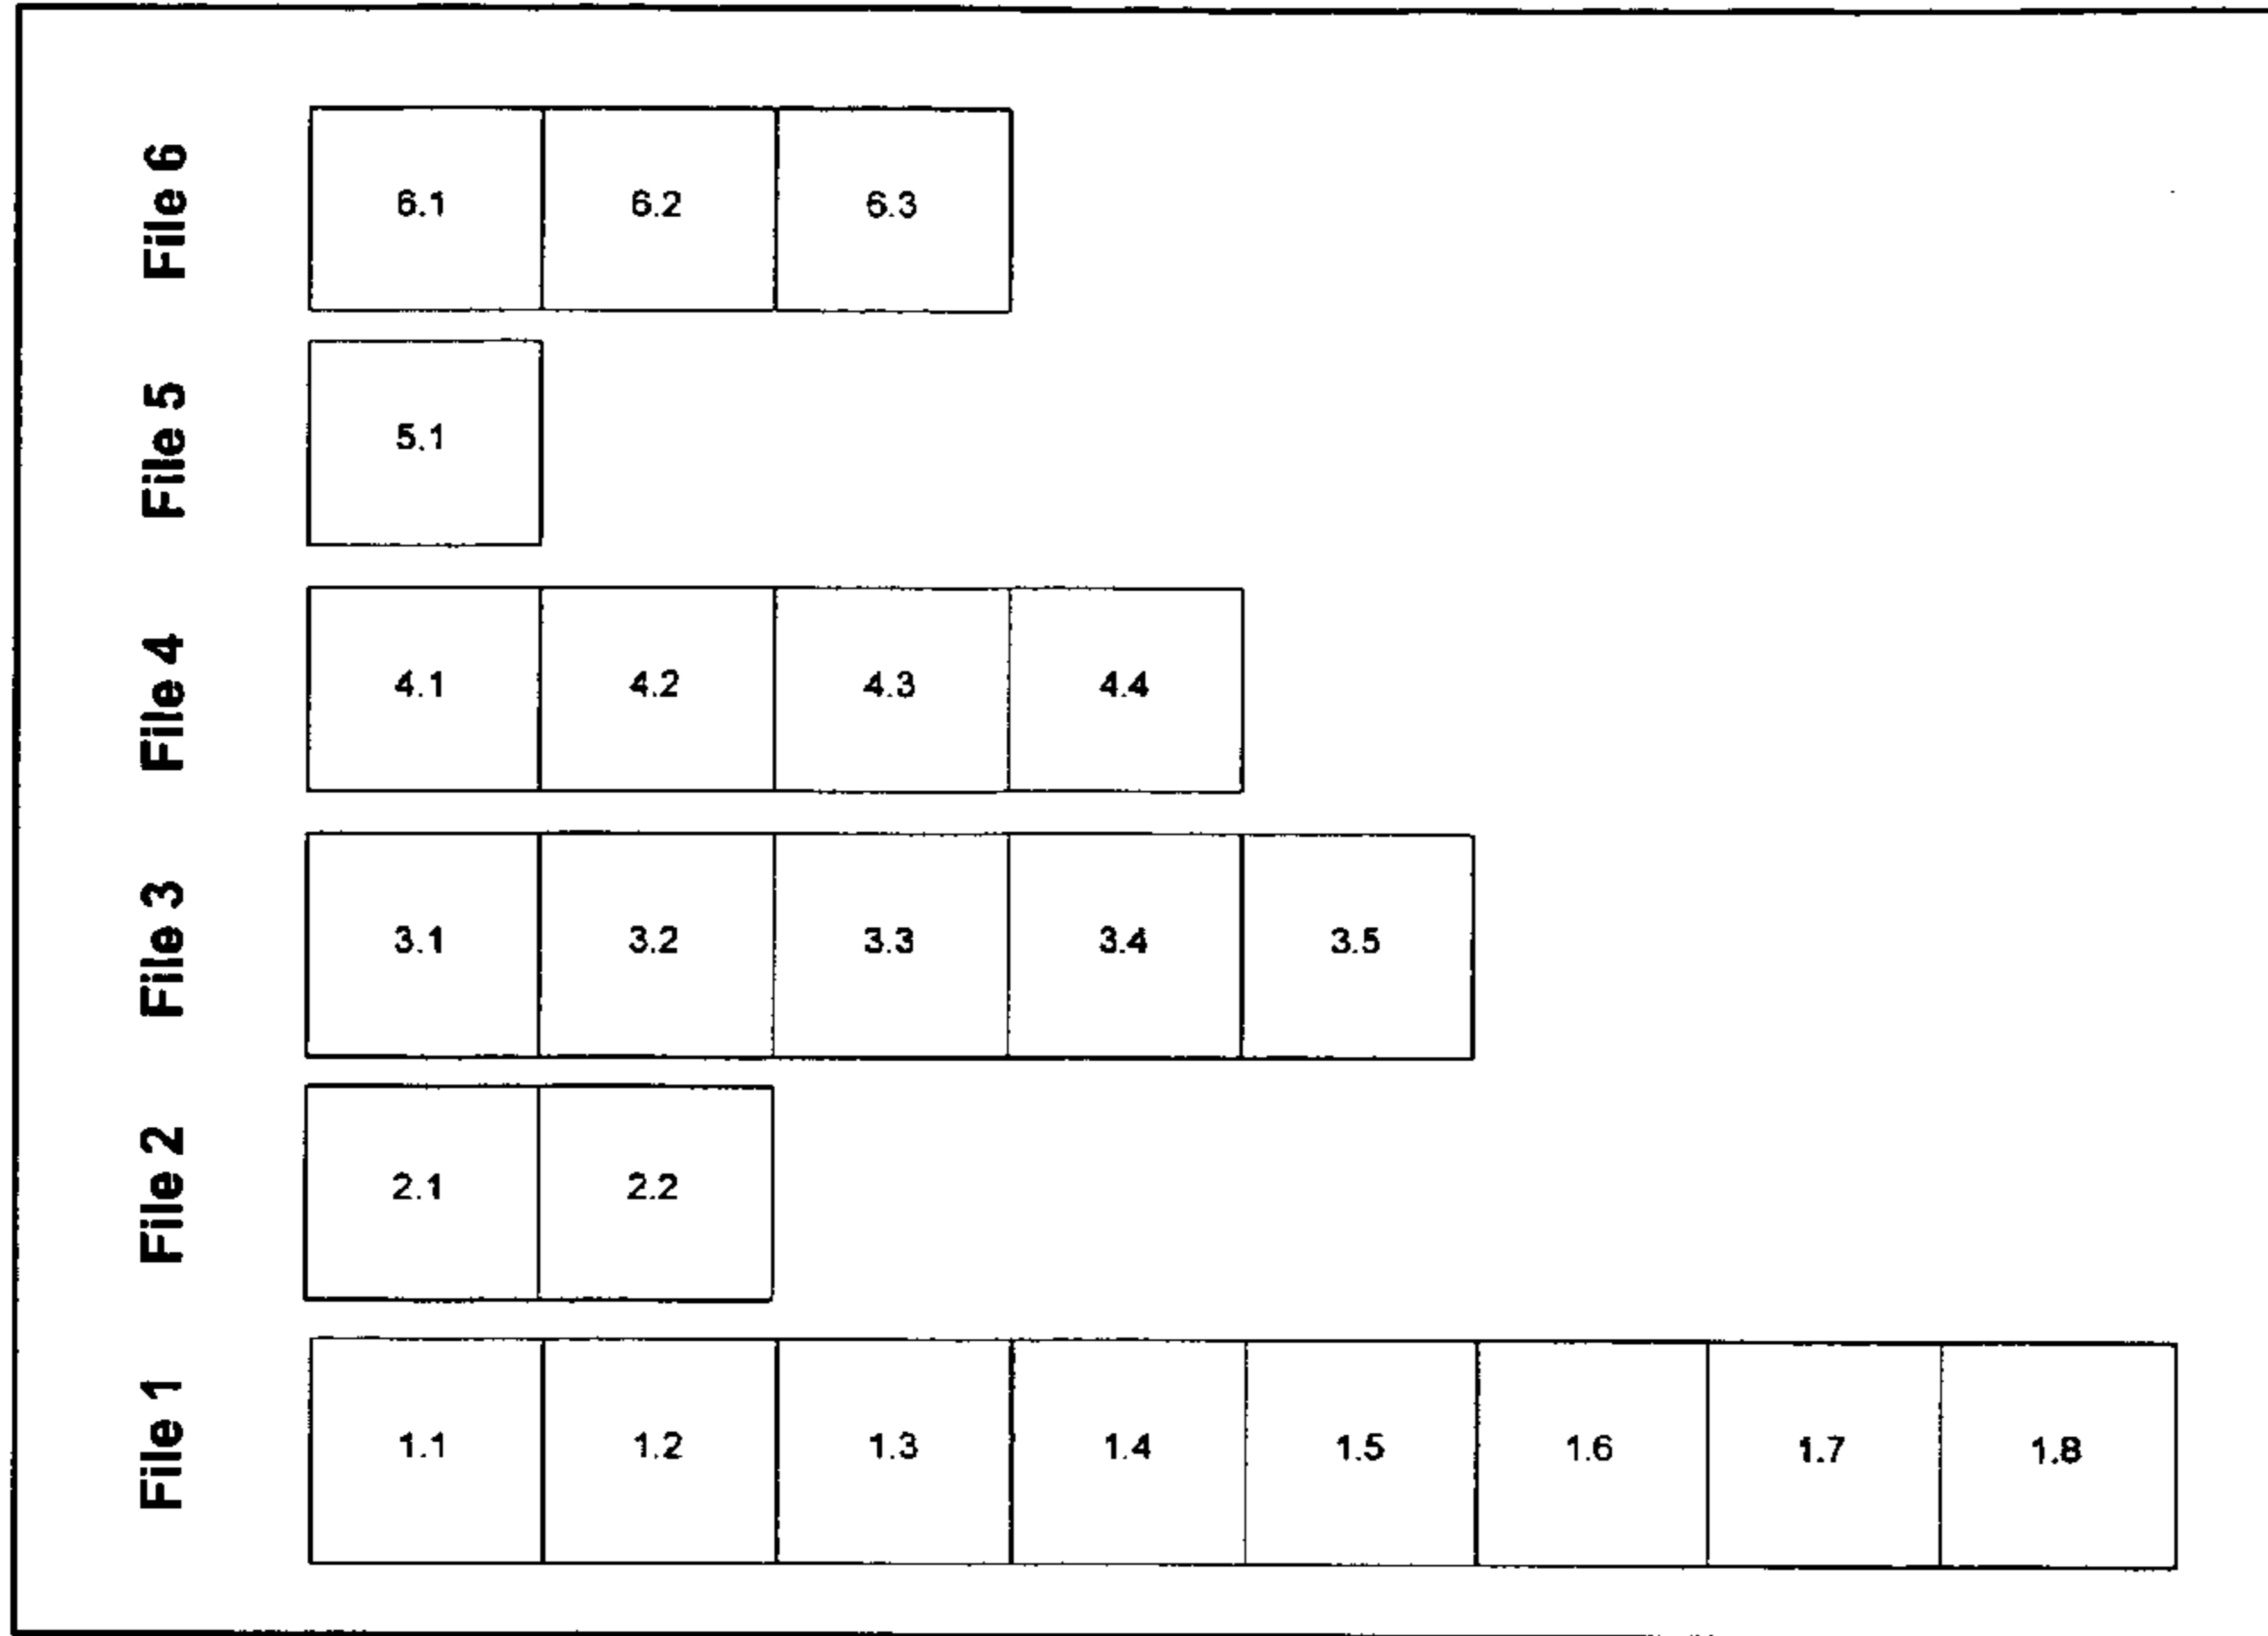 File 6 6.1 6.2 6.3
File 5 5.1
File 4 4.1 4.2 4.3 4.4
File 3 3.1 3.2 3.3 3.4 3.5
File 2 2.1 2.2
File 1 1.1 1.2 1.3 1.4 1.5 1.6 1.7 1.8